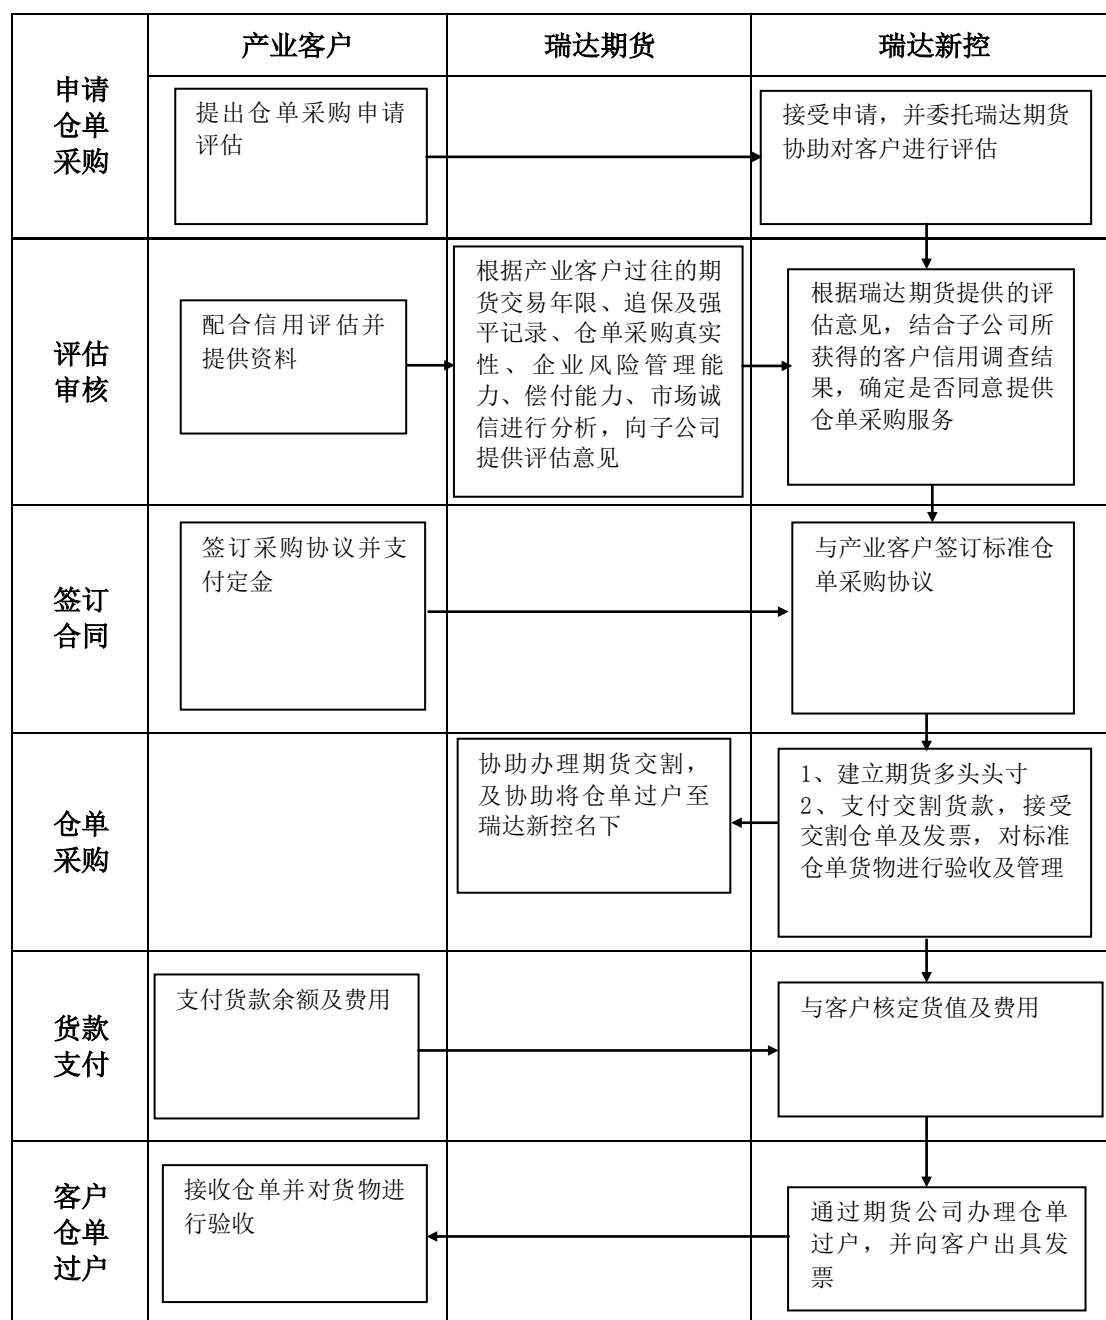 产业客户
瑞达期货
瑞达新控
申请
仓单
采购
提出仓单采购申请
评估
接受申请，并委托瑞达期货
协助对客户进行评估
评估
审核
配合信用评估并
提供资料
根据产业客户过往的期
货交易年限、追保及强
平记录、仓单采购真实
性、企业风险管理能
力、偿付能力、市场诚
信进行分析，向子公司
提供评估意见
根据瑞达期货提供的评
估意见，结合子公司所
获得的客户信用调查结
果，确定是否同意提供
仓单采购服务
签订
合同
签订采购协议并支
付定金
与产业客户签订标准仓
单采购协议
仓单
采购
协助办理期货交割，
及协助将仓单过户至
瑞达新控名下
1、建立期货多头头寸
2、支付交割货款，接受
交割仓单及发票，对标准
仓单货物进行验收及管理
货款
支付
支付货款余额及费用
与客户核定货值及费用
客户
仓单
过户
接收仓单并对货物进
行验收
通过期货公司办理仓单
过户，并向客户出具发
票